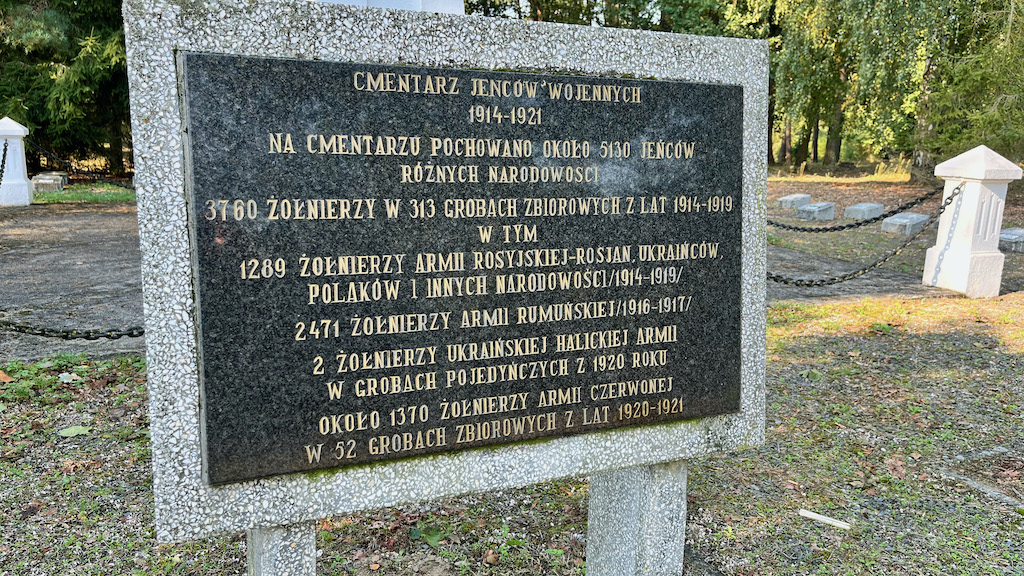 CMENTARZ JEŃCÓW WOJENNYCH
1914-1921
NA CMENTARZU POCHOWANO OKOŁO 5130 JEŃCÓW
RÓŻNYCH NARODOWOŚCI
3760 ŻOŁNIERZY W 313 GROBACH ZBIOROWYCH Z LAT 1914-1919
W TYM
1289 ŻOŁNIERZY ARMII ROSYJSKIEJ-ROSJAN, UKRAIŃCÓW,
POLAKÓW I INNYCH NARODOWOŚCI/1914-1919/
2471 ŻOŁNIERZY ARMII RUMUŃSKIEJ/1916-1917/
2 ŻOŁNIERZY UKRAIŃSKIEJ HALICKIEJ ARMII
W GROBACH POJEDYŃCZYCH Z 1920 ROKU
OKOŁO 1370 ŻOŁNIERZY ARMII CZERWONEJ
W 52 GROBACH ZBIOROWYCH Z LAT 1920-1921